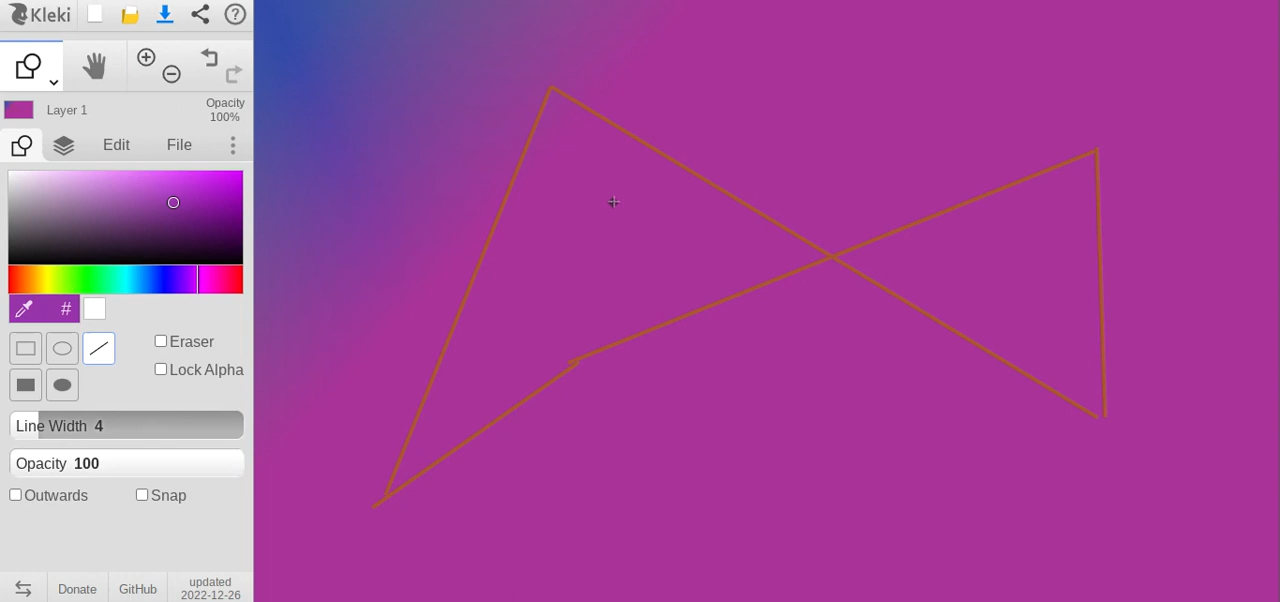 Kleki
Layer 1
Opacity
100%
Edit
File
#
Eraser
Lock Alpha
Line Width 4
Opacity 100
Outwards
Snap
Donate
GitHub
updated
2022-12-26